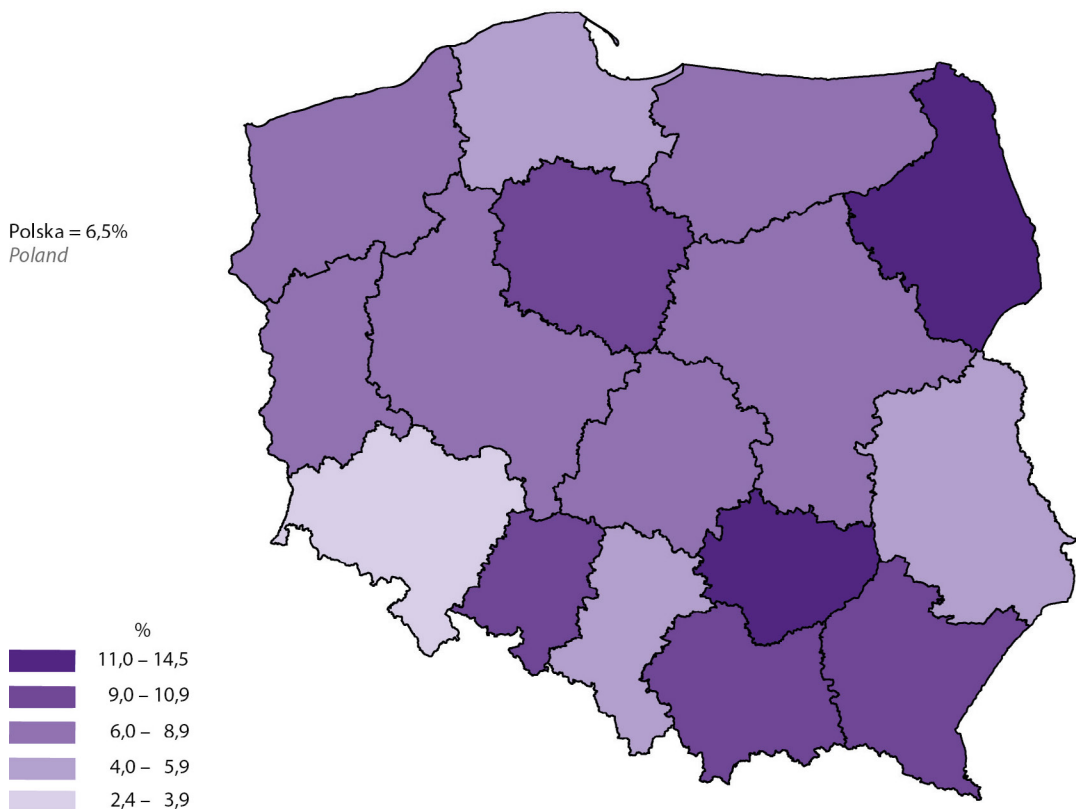 Polska = 6,5%
Poland
%
11,0 – 14,5
9,0 – 10,9
6,0 – 8,9
4,0 – 5,9
2,4 – 3,9